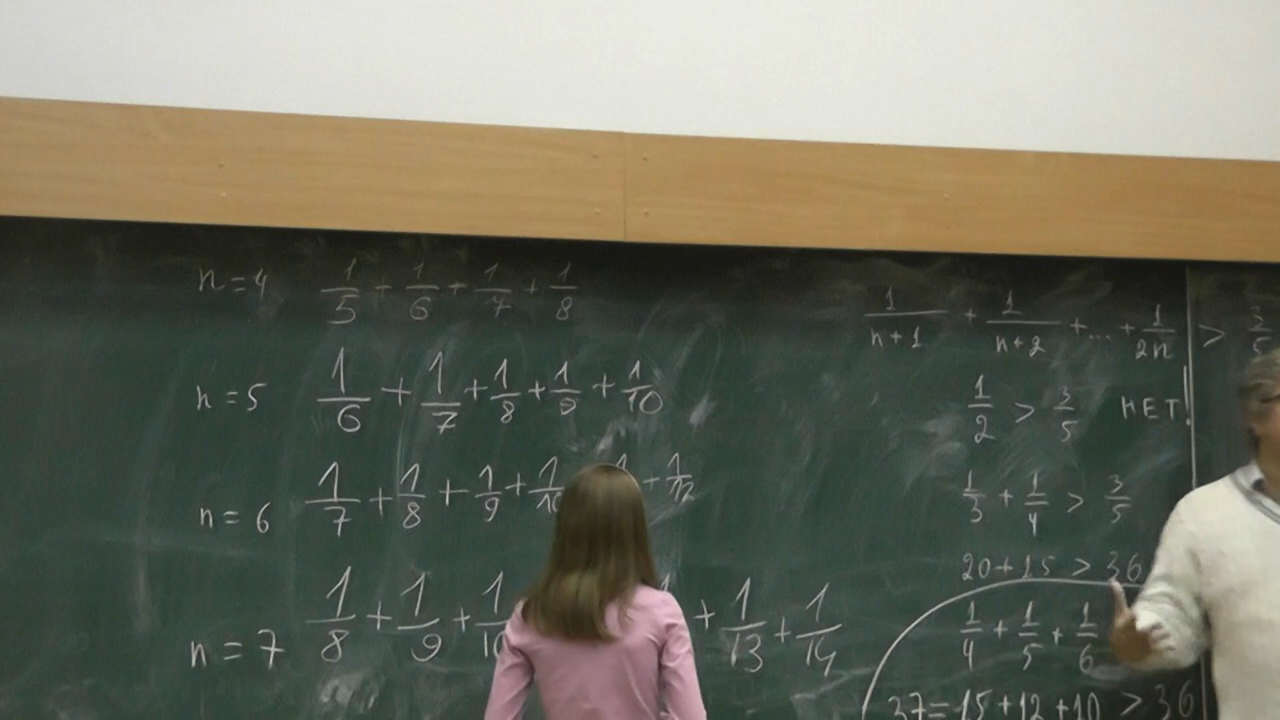 n = 4 1/5 + 1/6 + 1/7 + 1/8
n = 5 1/6 + 1/7 + 1/8 + 1/9 + 1/10
n = 6 1/7 + 1/8 + 1/9 + 1/10 + 1/12
n = 7 1/8 + 1/9 + 1/10 + 1/13 + 1/14
1/(n+1) + 1/(n+2) + ... + 1/2n > 3/5
1/2 > 3/5 НЕТ!
1/3 + 1/4 > 3/5
20 + 15 > 36
1/4 + 1/5 + 1/6
37 = 15 + 12 + 10 > 36